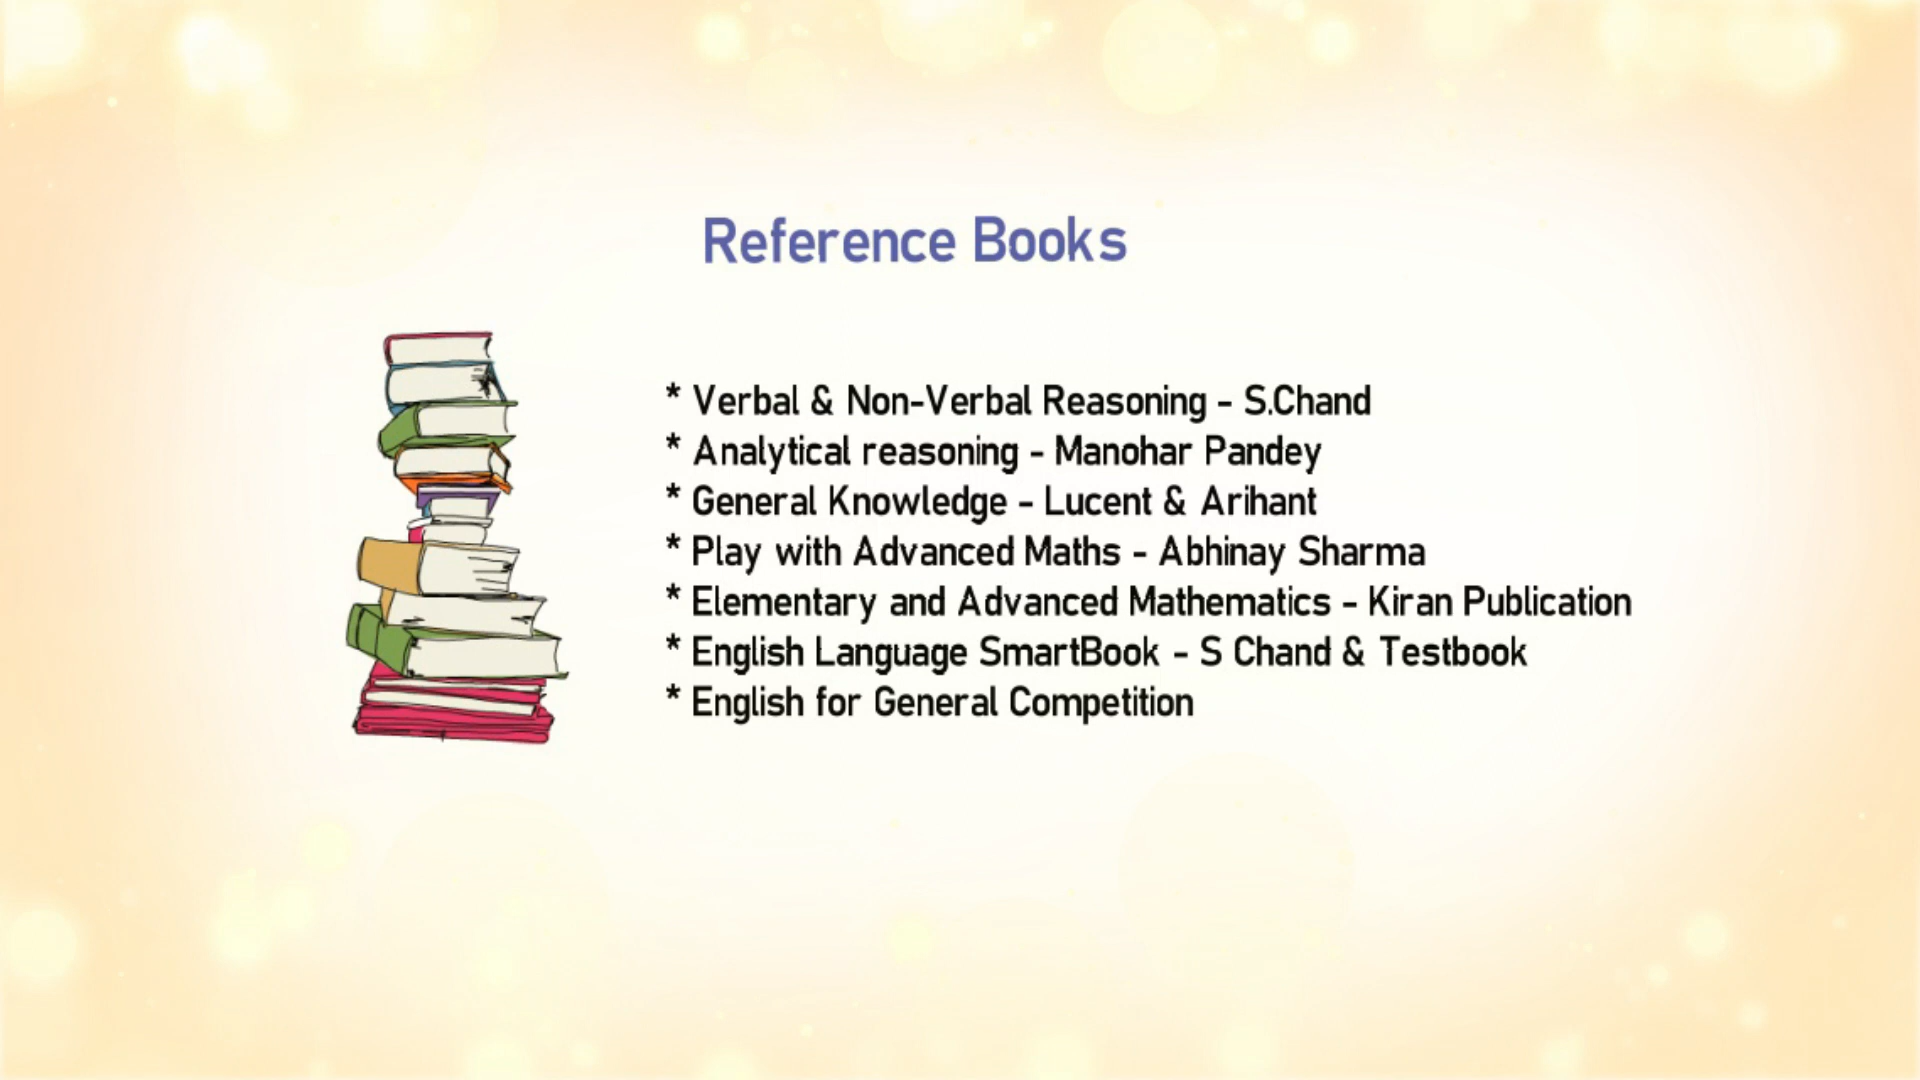 Reference Books
* Verbal & Non-Verbal Reasoning - S.Chand
* Analytical reasoning - Manohar Pandey
* General Knowledge - Lucent & Arihant
* Play with Advanced Maths - Abhinay Sharma
* Elementary and Advanced Mathematics - Kiran Publication
* English Language SmartBook - S Chand & Testbook
* English for General Competition